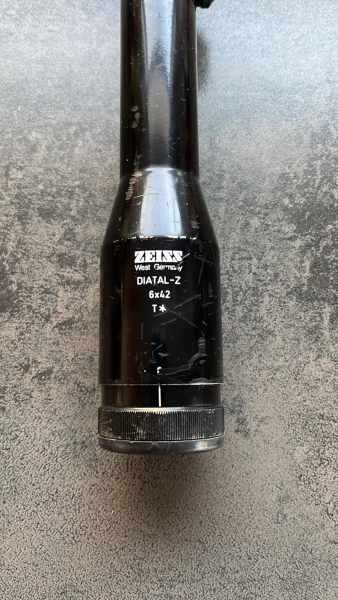 ZEISS
West Germany
DIATAL-Z
6x42
T*